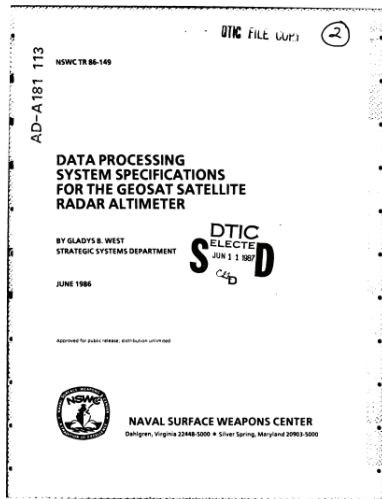 DTIC FILE COPY
2
NSWC TR 86-149
AD-A181 113
DATA PROCESSING
SYSTEM SPECIFICATIONS
FOR THE GEOSAT SATELLITE
RADAR ALTIMETER
BY GLADYS B. WEST
STRATEGIC SYSTEMS DEPARTMENT
DTIC
ELECTE
S D
JUN 1 1 1987
D
JUNE 1986
Approved for public release; distribution unlimited
NSWC
NAVAL SURFACE WEAPONS CENTER
Dahlgren, Virginia 22448-5000 • Silver Spring, Maryland 20903-5000